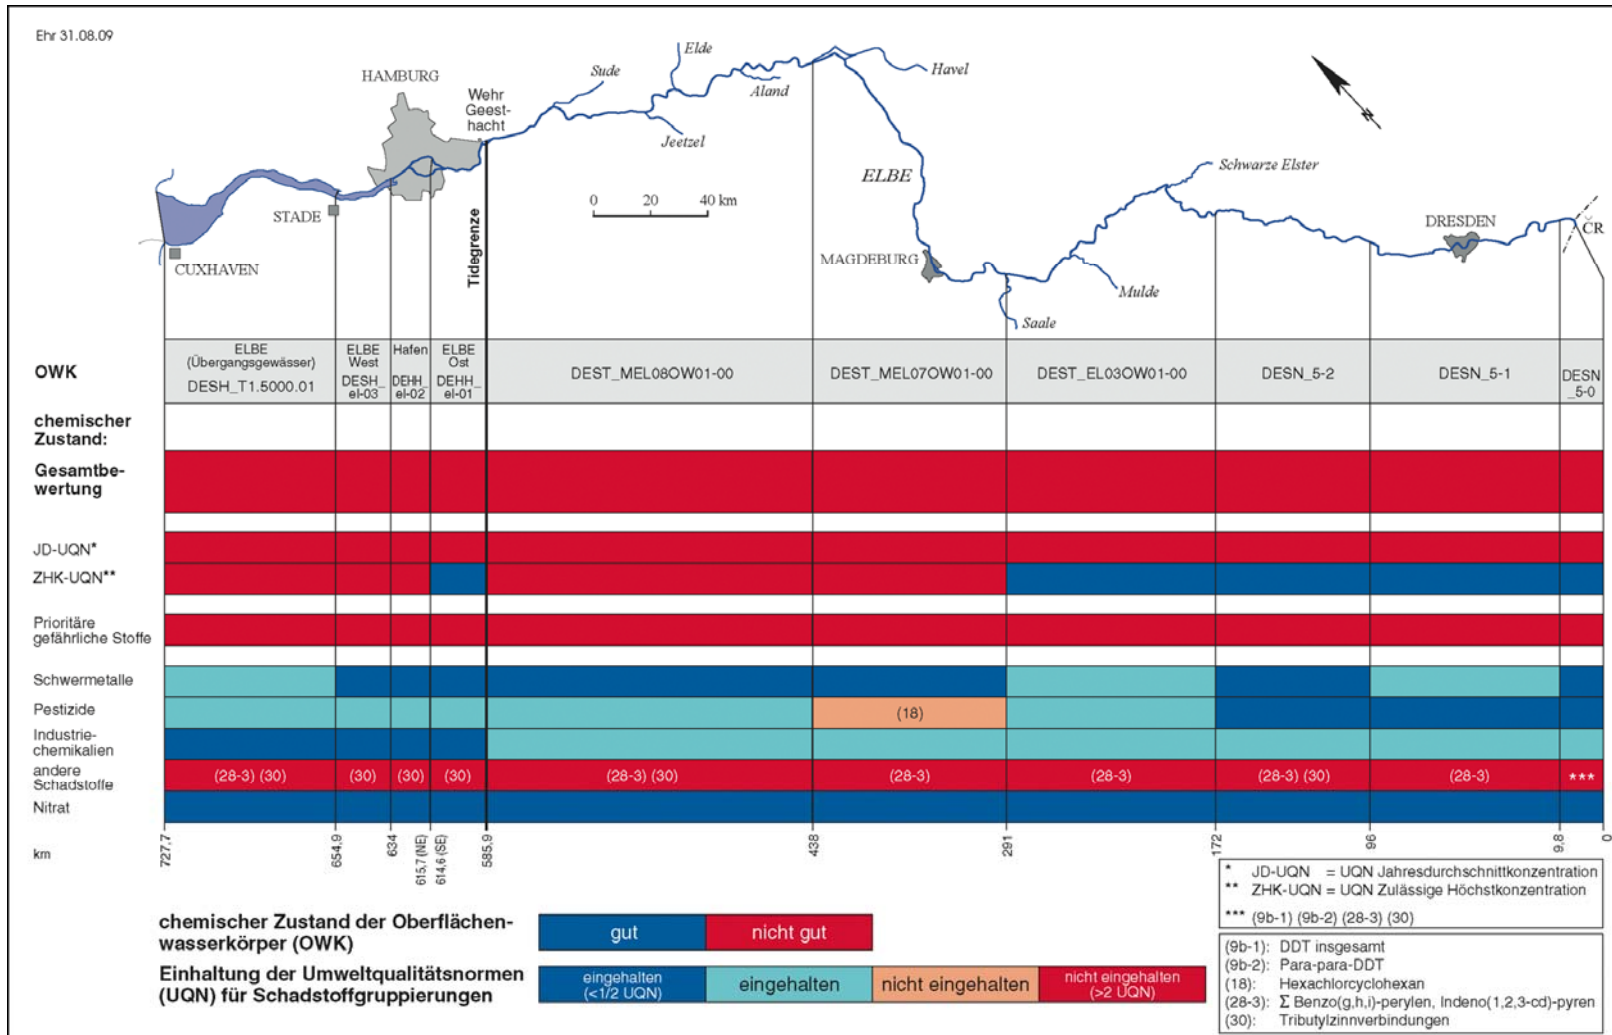 Ehr 31.08.09
HAMBURG
Wehr
Geest-
hacht
Sude
Elde
Aland
Jeetzel
Havel
ELBE
Schwarze Elster
STADE
CUXHAVEN
Tidegrenze
0 20 40 km
MAGDEBURG
Saale
Mulde
DRESDEN
ČR
N
OWK
ELBE
(Übergangsgewässer)
DESH_T1.5000.01
ELBE
West
DESH_
el-03
Hafen
DEHH_
el-02
ELBE
Ost
DEHH_
el-01
DEST_MEL08OW01-00
DEST_MEL07OW01-00
DEST_EL03OW01-00
DESN_5-2
DESN_5-1
DESN
_5-0
chemischer
Zustand:
Gesamtbe-
wertung
JD-UQN*
ZHK-UQN**
Prioritäre
gefährliche Stoffe
Schwermetalle
Pestizide
(18)
Industrie-
chemikalien
andere
Schadstoffe
(28-3) (30)
(30)
(30)
(30)
(28-3) (30)
(28-3)
(28-3)
(28-3) (30)
(28-3)
***
Nitrat
km
727,7
654,9
634
615,7 (NE)
614,6 (SE)
585,9
438
291
172
96
9,8
0
* JD-UQN = UQN Jahresdurchschnittkonzentration
** ZHK-UQN = UQN Zulässige Höchstkonzentration
*** (9b-1) (9b-2) (28-3) (30)
(9b-1): DDT insgesamt
(9b-2): Para-para-DDT
(18): Hexachlorcyclohexan
(28-3): Σ Benzo(g,h,i)-perylen, Indeno(1,2,3-cd)-pyren
(30): Tributylzinnverbindungen
chemischer Zustand der Oberflächen-
wasserkörper (OWK)
gut
nicht gut
Einhaltung der Umweltqualitätsnormen
(UQN) für Schadstoffgruppierungen
eingehalten
(<1/2 UQN)
eingehalten
nicht eingehalten
nicht eingehalten
(>2 UQN)